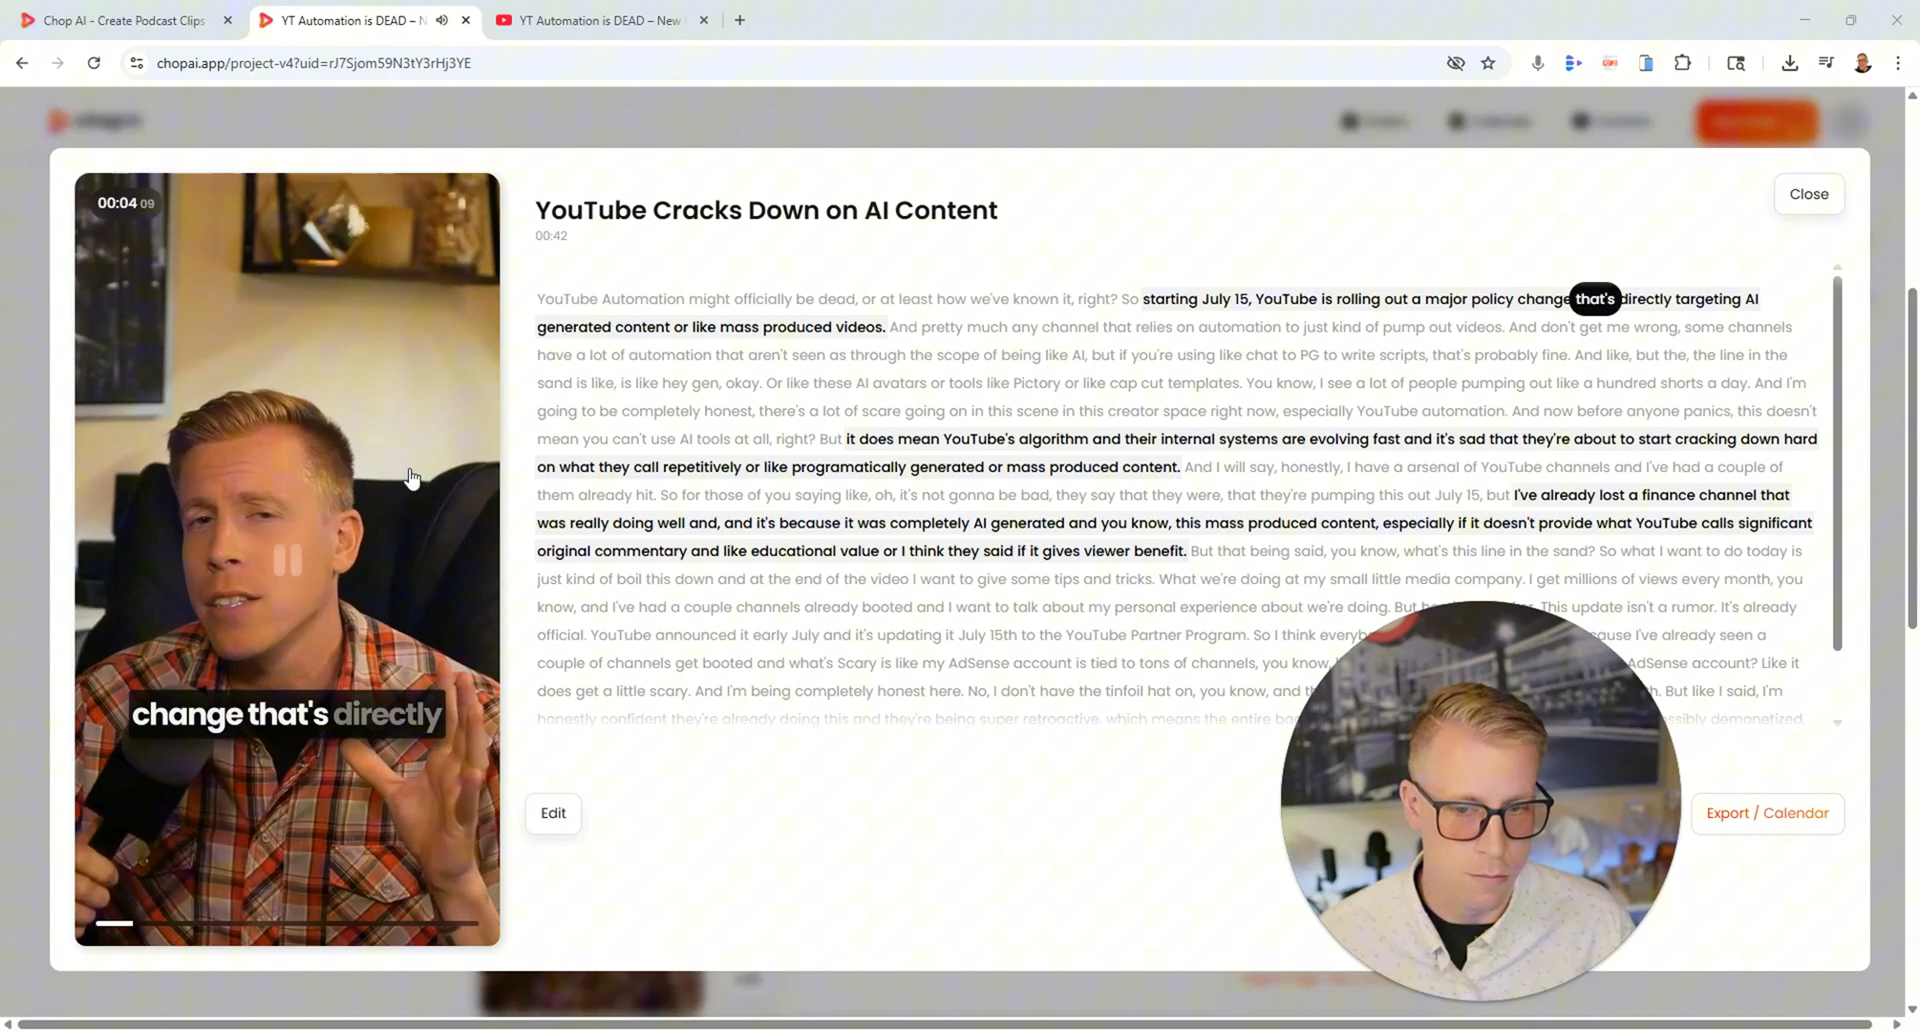 Chop AI - Create Podcast Clips
YT Automation is DEAD – N
YT Automation is DEAD – New
chopai.app/project-v4?uid=rJ7Sjom59N3tY3rHj3YE
00:04 09
change that's directly
YouTube Cracks Down on AI Content
00:42
Close
YouTube Automation might officially be dead, or at least how we've known it, right? So starting July 15, YouTube is rolling out a major policy change that's directly targeting AI
generated content or like mass produced videos. And pretty much any channel that relies on automation to just kind of pump out videos. And don't get me wrong, some channels
have a lot of automation that aren't seen as through the scope of being like AI, but if you're using like chat to PG to write scripts, that's probably fine. And like, but the, the line in the
sand is like, is like hey gen, okay. Or like these AI avatars or tools like Pictory or like cap cut templates. You know, I see a lot of people pumping out like a hundred shorts a day. And I'm
going to be completely honest, there's a lot of scare going on in this scene in this creator space right now, especially YouTube automation. And now before anyone panics, this doesn't
mean you can't use AI tools at all, right? But it does mean YouTube's algorithm and their internal systems are evolving fast and it's sad that they're about to start cracking down hard
on what they call repetitively or like programatically generated or mass produced content. And I will say, honestly, I have a arsenal of YouTube channels and I've had a couple of
them already hit. So for those of you saying like, oh, it's not gonna be bad, they say that they were, that they're pumping this out July 15, but I've already lost a finance channel that
was really doing well and, and it's because it was completely AI generated and you know, this mass produced content, especially if it doesn't provide what YouTube calls significant
original commentary and like educational value or I think they said if it gives viewer benefit. But that being said, you know, what's this line in the sand? So what I want to do today is
just kind of boil this down and at the end of the video I want to give some tips and tricks. What we're doing at my small little media company. I get millions of views every month, you
know, and I've had a couple channels already booted and I want to talk about my personal experience about we're doing. But This update isn't a rumor. It's already
official. YouTube announced it early July and it's updating it July 15th to the YouTube Partner Program. So I think everyb cause I've already seen a
couple of channels get booted and what's Scary is like my AdSense account is tied to tons of channels, you know, AdSense account? Like it
does get a little scary. And I'm being completely honest here. No, I don't have the tinfoil hat on, you know, and th h. But like I said, I'm
honestly confident they're already doing this and they're being super retroactive, which means the entire bac ssibly demonetized,
Edit
Export / Calendar